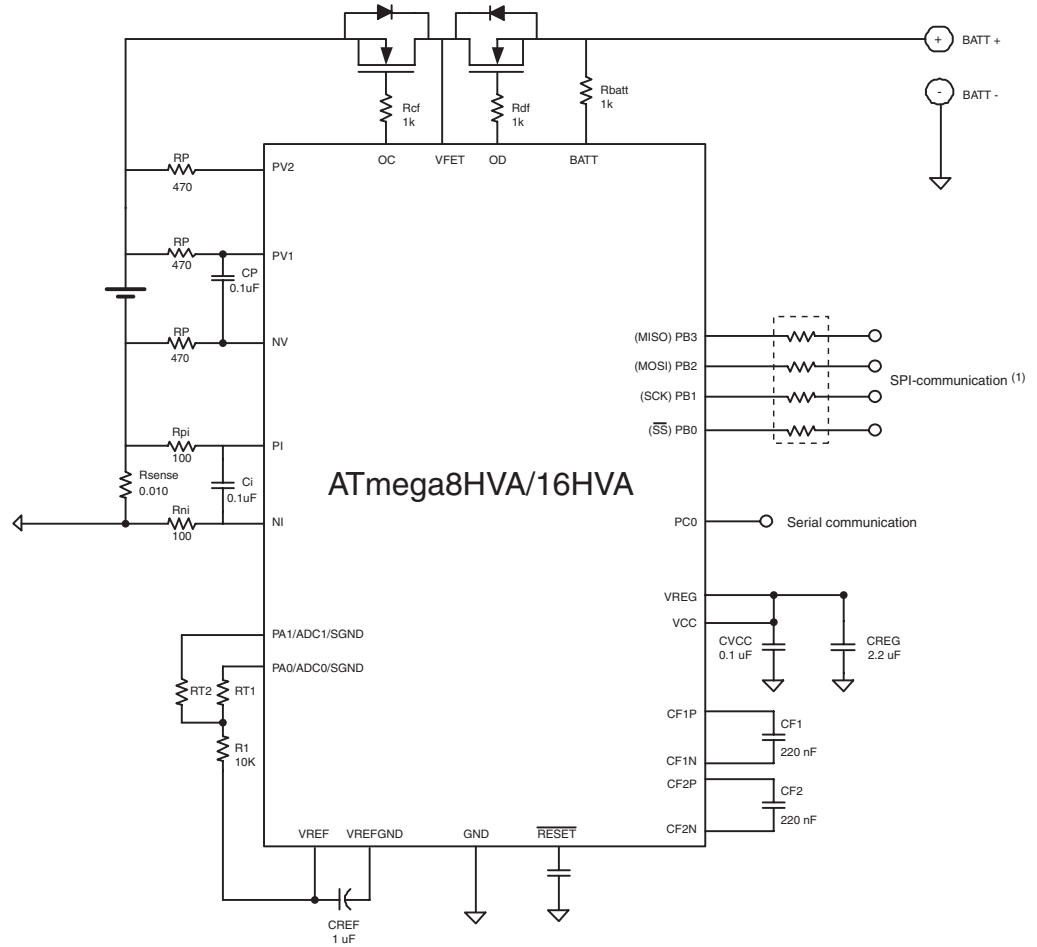 +
BATT +
-
BATT -
Rcf
1k
Rdf
1k
Rbatt
1k
OC
VFET
OD
BATT
RP
470
PV2
RP
470
PV1
CP
0.1uF
RP
470
NV
Rpi
100
PI
Rsense
0.010
Ci
0.1uF
Rni
100
NI
ATmega8HVA/16HVA
(MISO) PB3
(MOSI) PB2
(SCK) PB1
(SS) PB0
SPI-communication (1)
PC0
Serial communication
VREG
VCC
CVCC
0.1 uF
CREG
2.2 uF
PA1/ADC1/SGND
PA0/ADC0/SGND
RT2
RT1
R1
10K
CF1P
CF1
220 nF
CF1N
CF2P
CF2
220 nF
CF2N
VREF
VREFGND
GND
RESET
CREF
1 uF